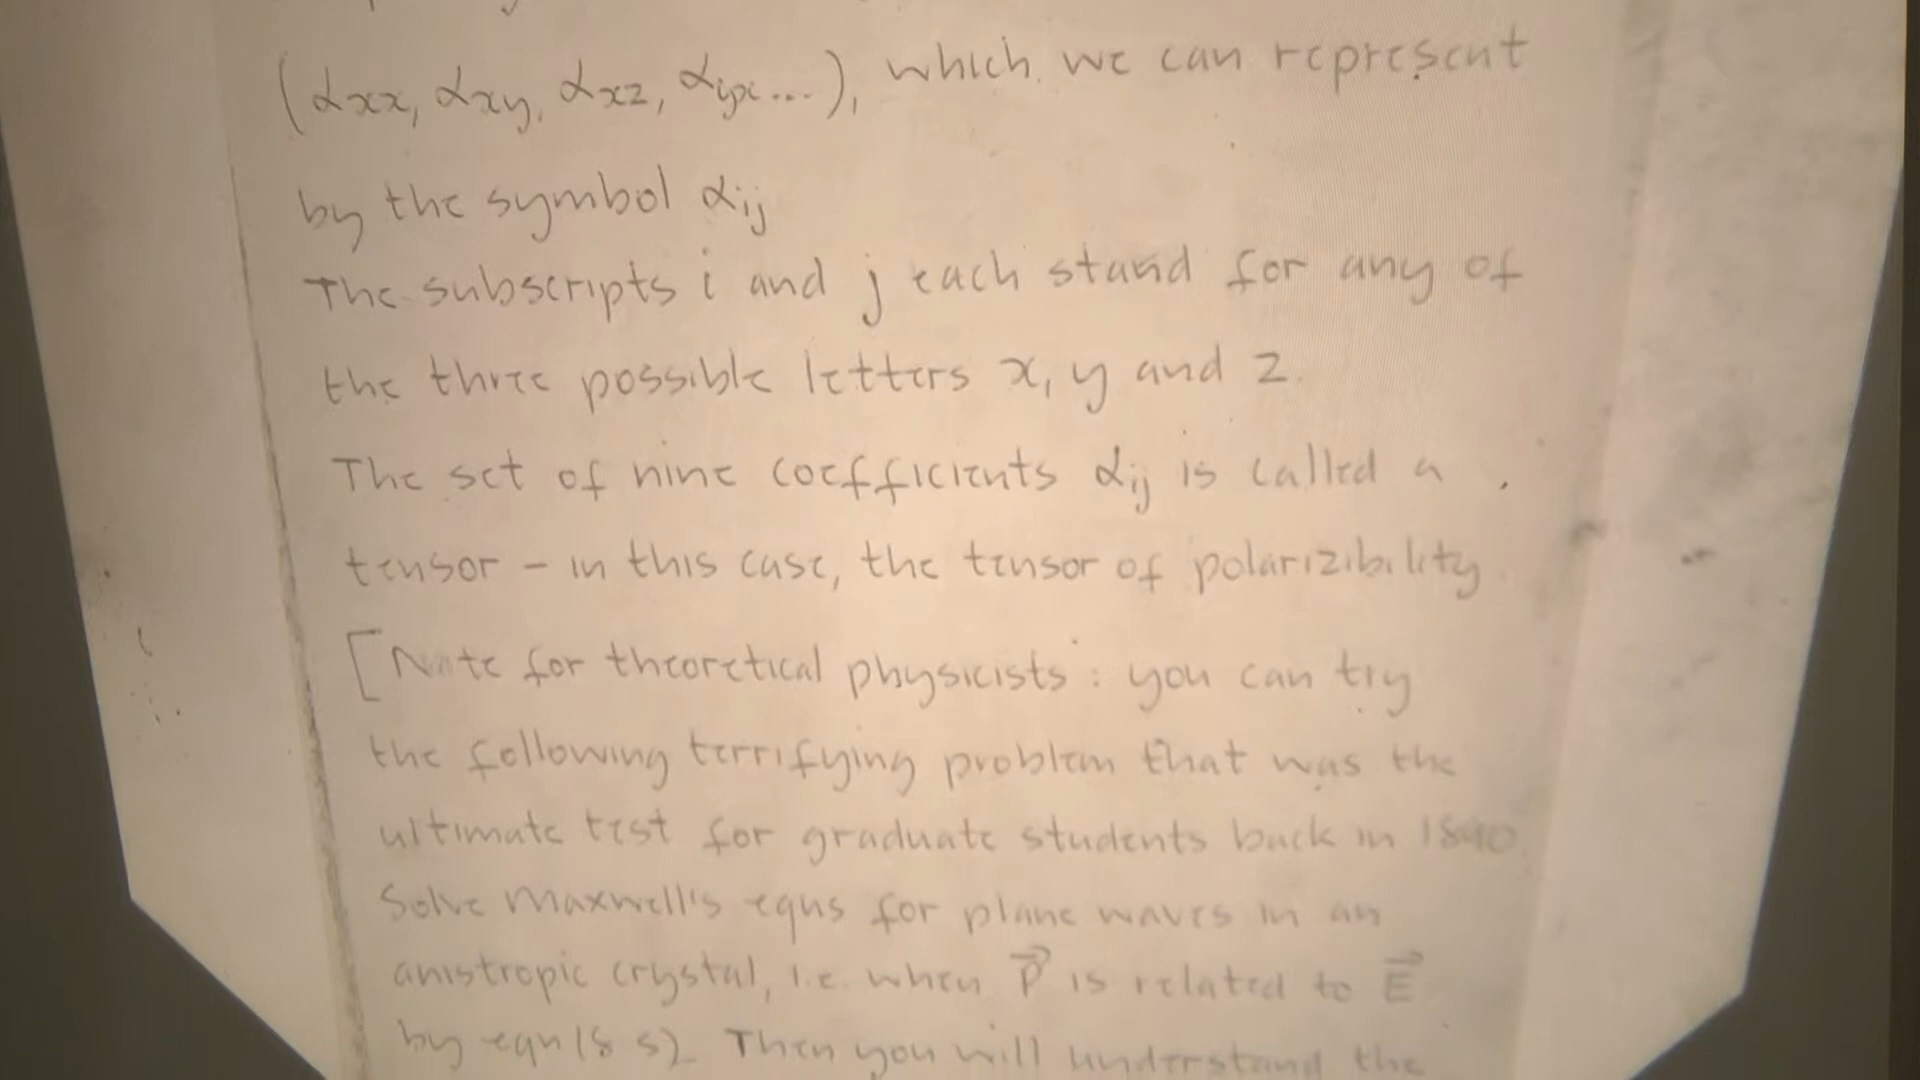 (αxx, αxy, αxz, αyx...), which we can represent
by the symbol αij
The subscripts i and j each stand for any of
the three possible letters x, y and z
The set of nine coefficients αij is called a
tensor – in this case, the tensor of polarizibility.
[Note for theoretical physicists: you can try
the following terrifying problem that was the
ultimate test for graduate students back in 1890
Solve Maxwell's eqns for plane waves in an
anistropic crystal, i.e. when P⃗ is related to E⃗
by eqn (8 5). Then you will understand the